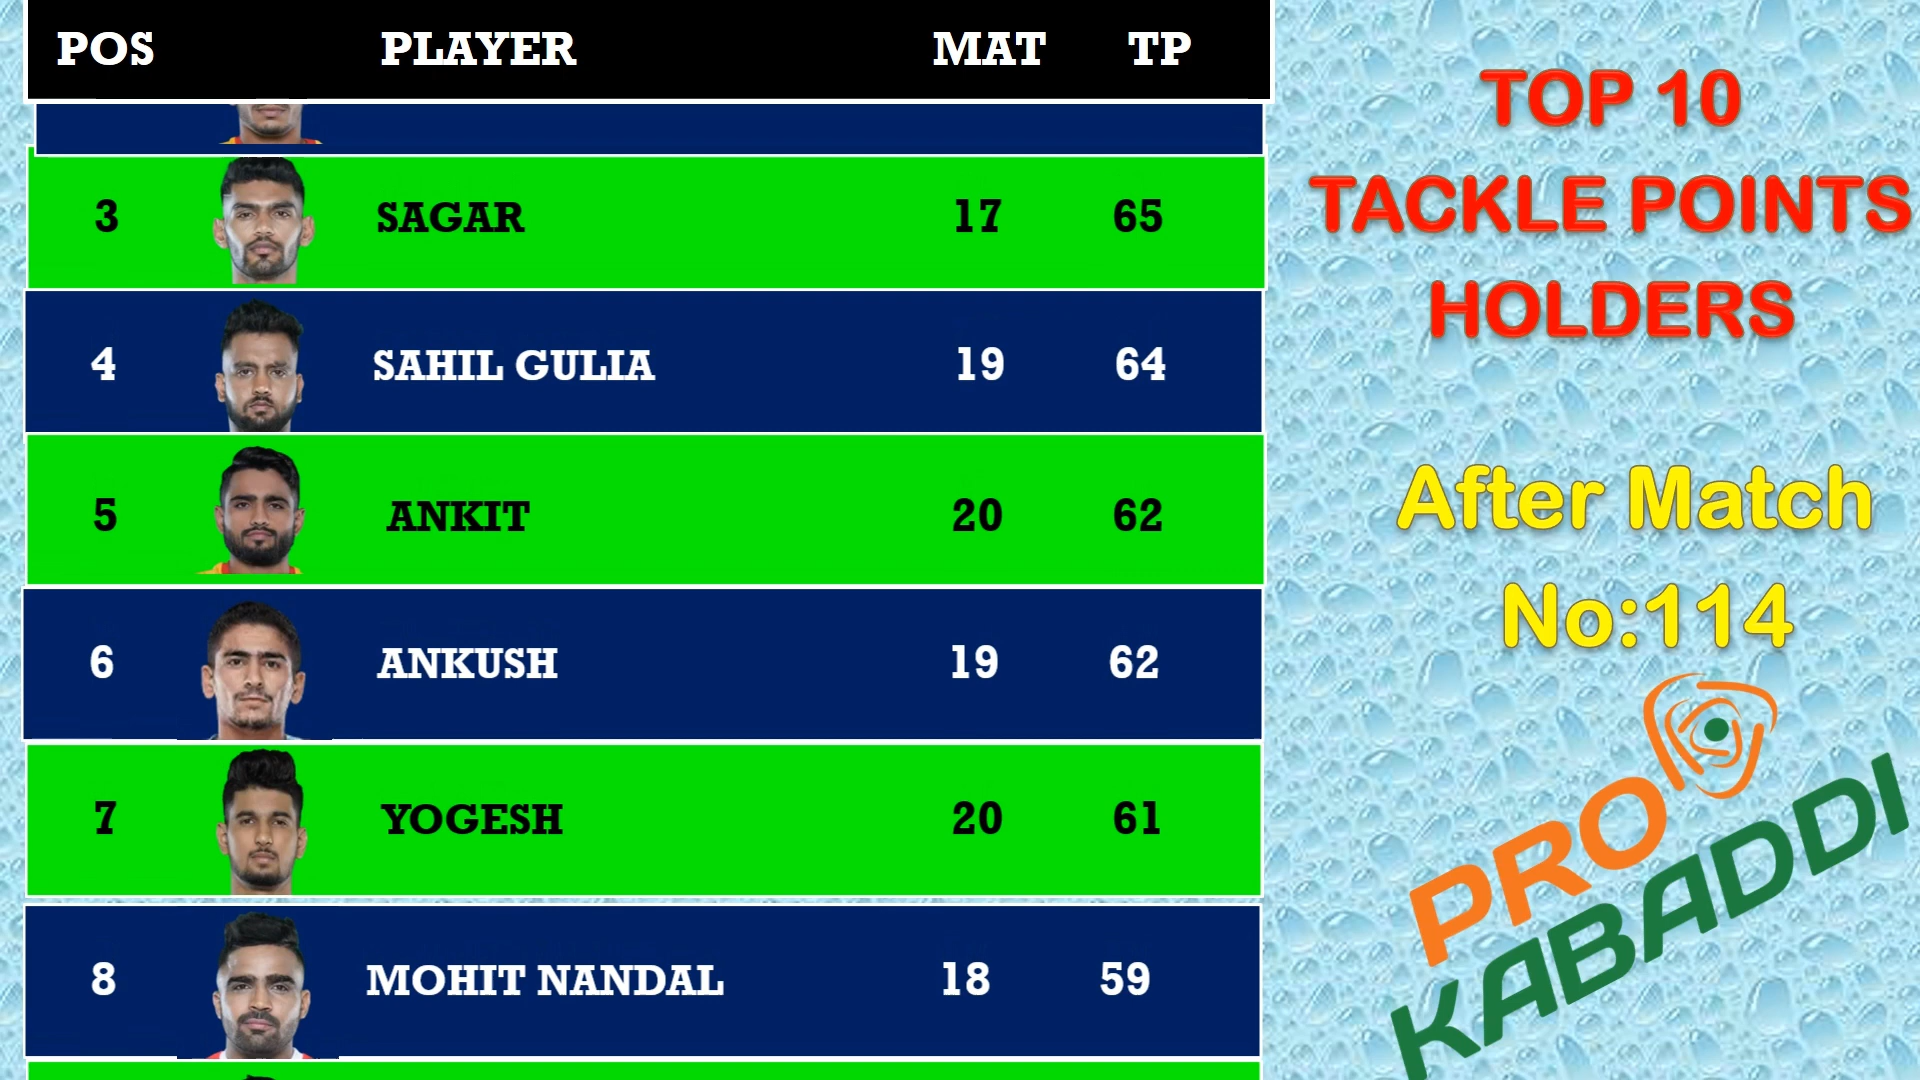 POS PLAYER MAT TP
3 SAGAR 17 65
4 SAHIL GULIA 19 64
5 ANKIT 20 62
6 ANKUSH 19 62
7 YOGESH 20 61
8 MOHIT NANDAL 18 59
TOP 10
TACKLE POINTS
HOLDERS
After Match
No:114
PRO
KABADDI